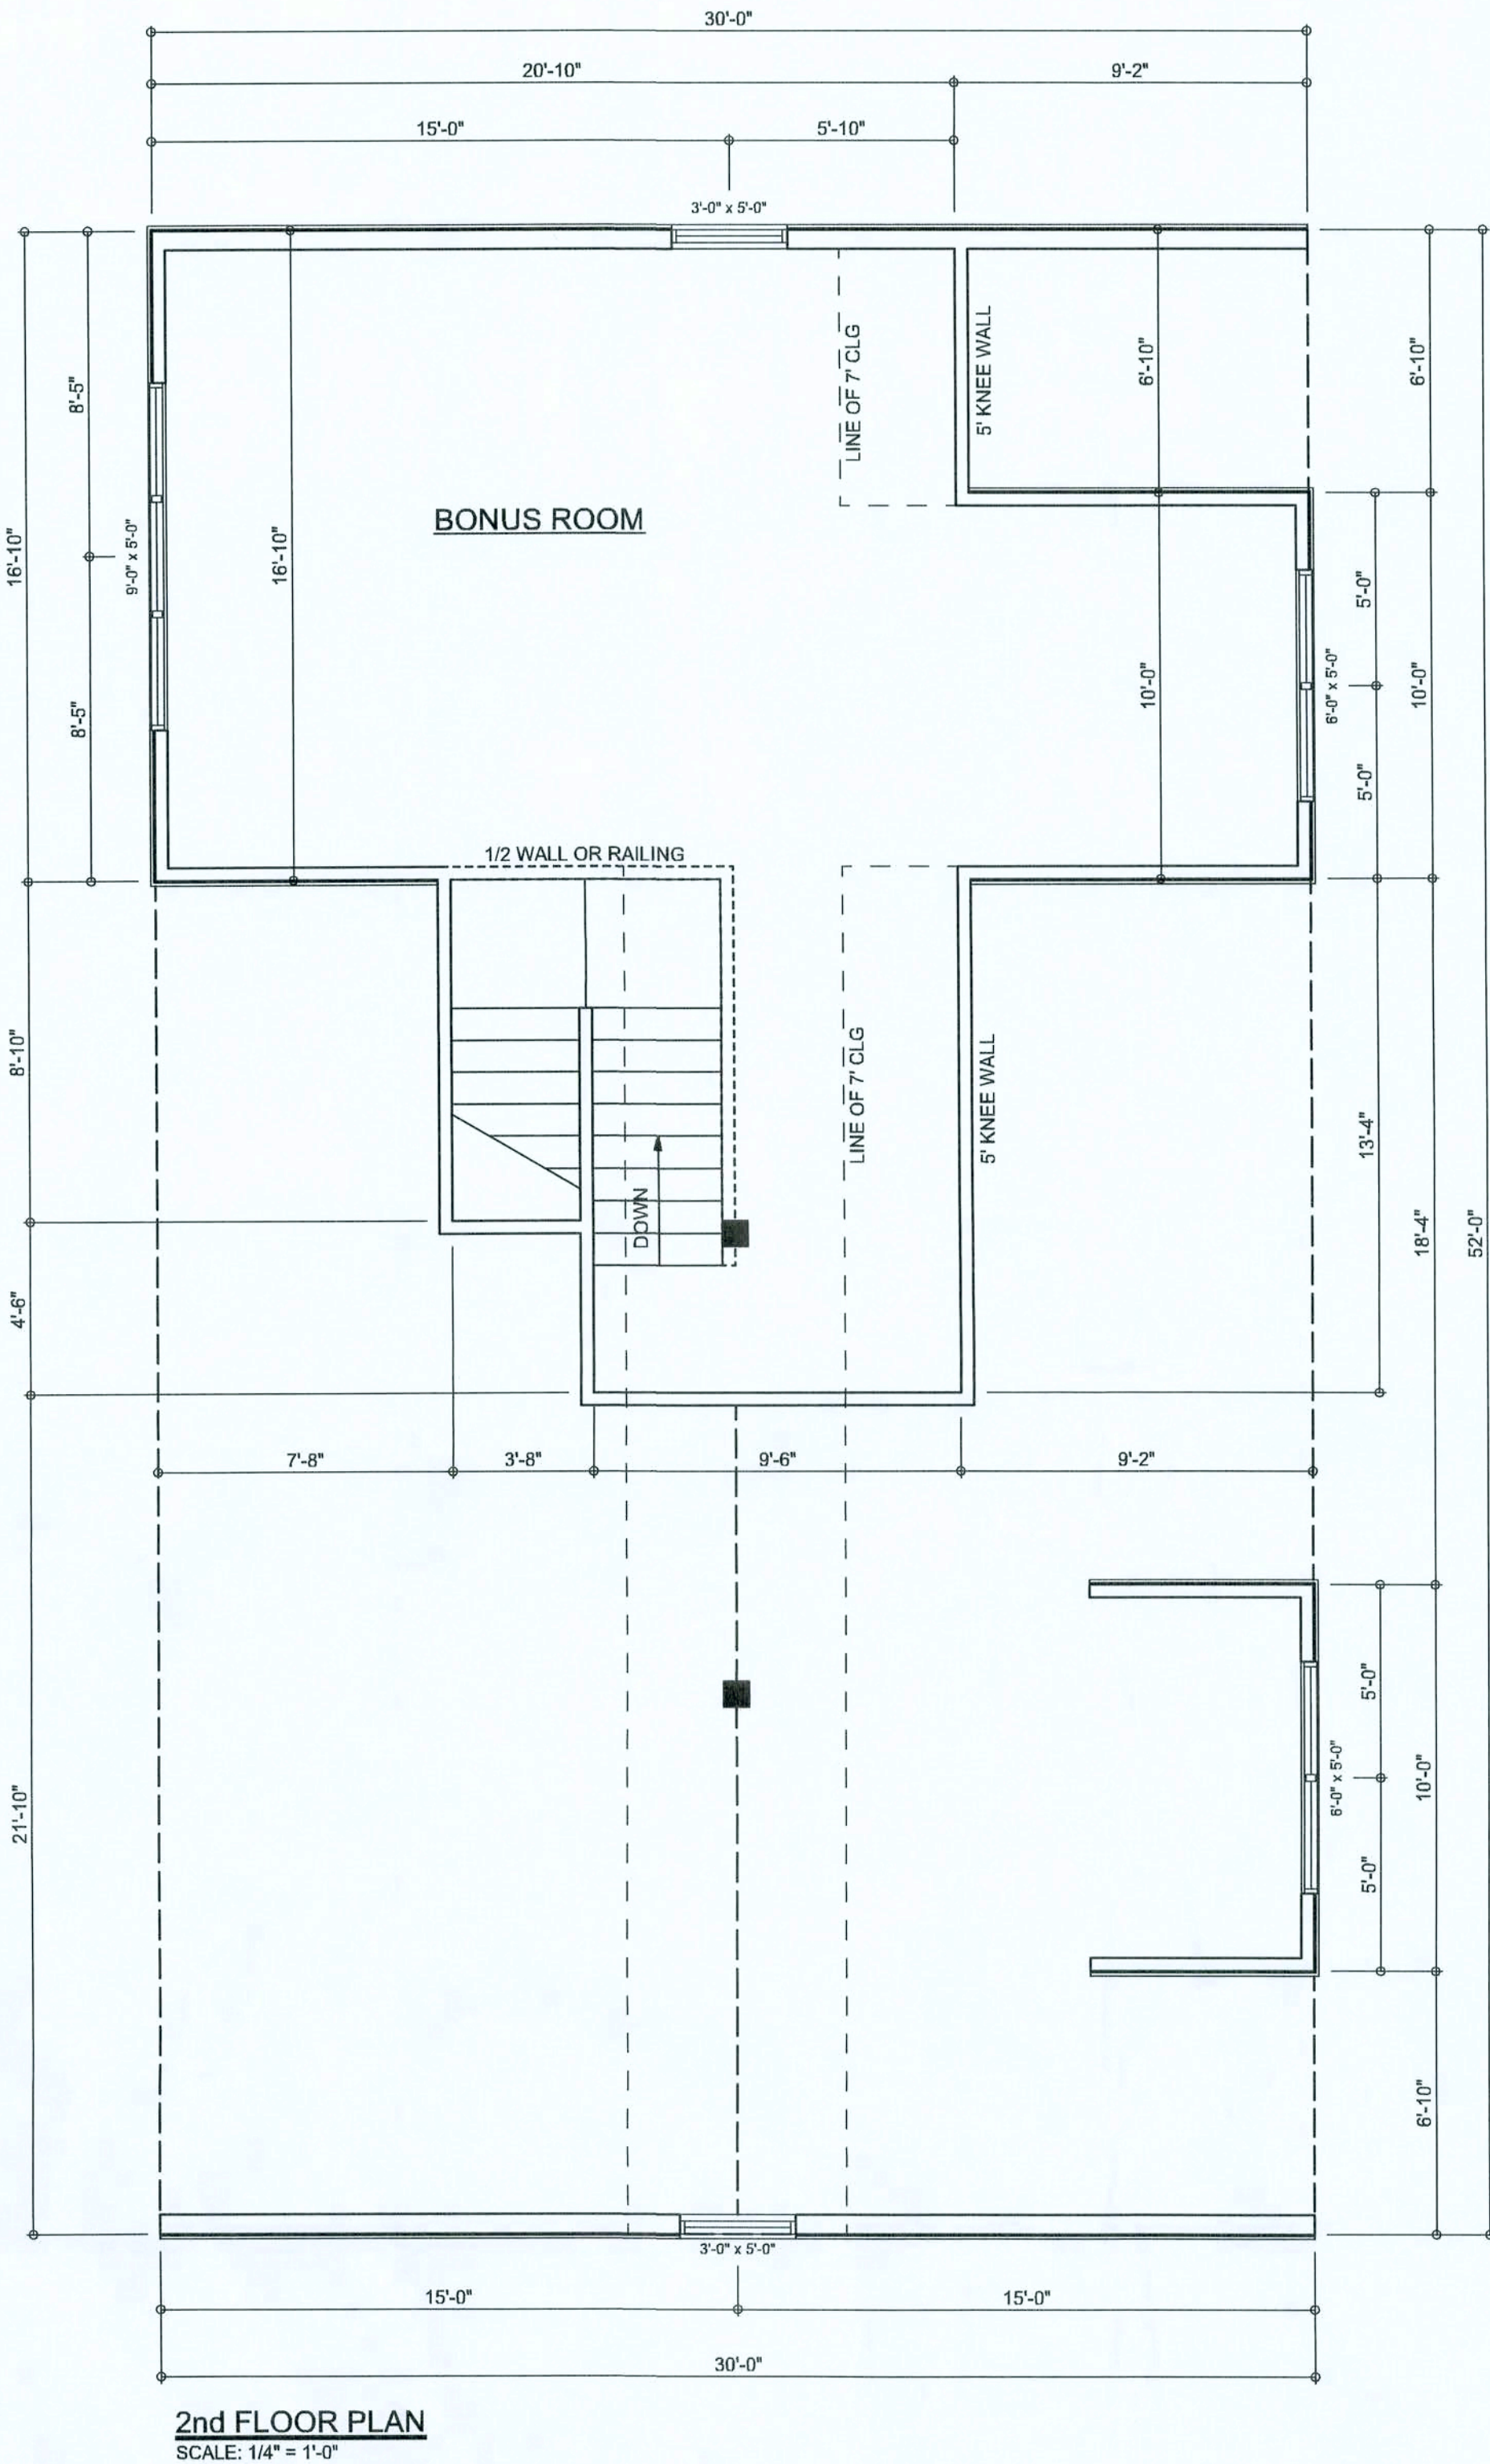 30'-0"
20'-10"
9'-2"
15'-0"
5'-10"
3'-0" x 5'-0"
8'-5"
16'-10"
9'-0" x 5'-0"
8'-5"
16'-10"
BONUS ROOM
LINE OF 7' CLG
5' KNEE WALL
6'-10"
6'-10"
5'-0"
10'-0"
6'-0" x 5'-0"
10'-0"
5'-0"
1/2 WALL OR RAILING
8'-10"
DOWN
LINE OF 7' CLG
5' KNEE WALL
13'-4"
18'-4"
52'-0"
4'-6"
7'-8"
3'-8"
9'-6"
9'-2"
21'-10"
5'-0"
6'-0" x 5'-0"
10'-0"
5'-0"
6'-10"
3'-0" x 5'-0"
15'-0"
15'-0"
30'-0"
2nd FLOOR PLAN
SCALE: 1/4" = 1'-0"